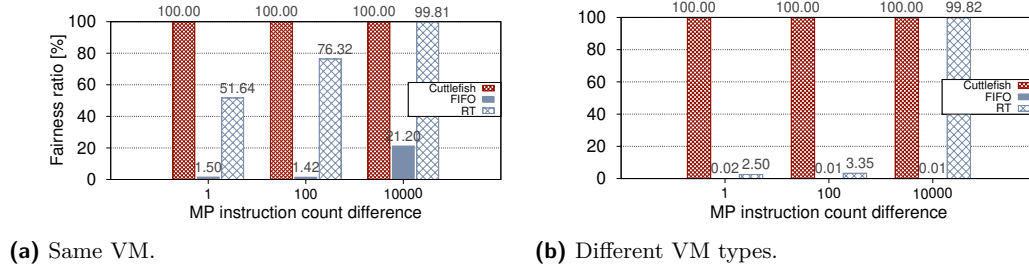 100.00 100.00 100.00 99.81
100
80
60
40
20
0
Fairness ratio [%]
51.64
76.32
1.50
1.42
21.20
Cuttlefish
FIFO
RT
1 100 10000
MP instruction count difference
(a) Same VM.
100.00 100.00 100.00 99.82
100
80
60
40
20
0
Cuttlefish
FIFO
RT
0.02 2.50
0.01 3.35
0.01
1 100 10000
MP instruction count difference
(b) Different VM types.